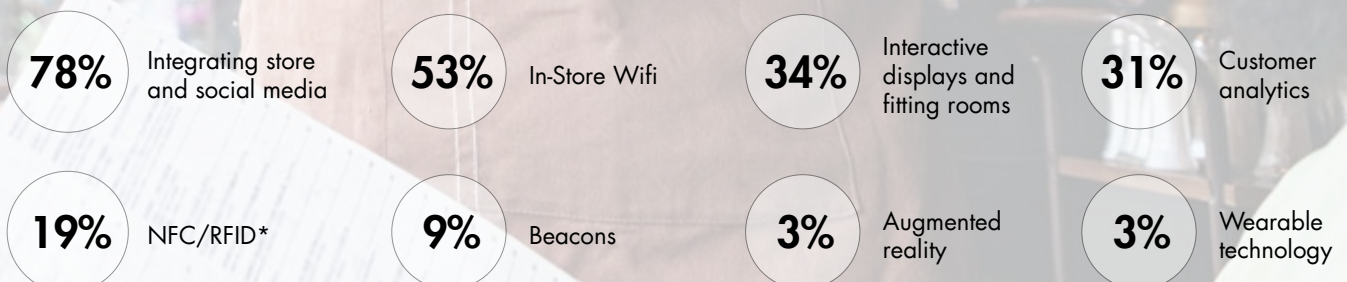 78%
Integrating store
and social media
53%
In-Store Wifi
34%
Interactive
displays and
fitting rooms
31%
Customer
analytics
19%
NFC/RFID*
9%
Beacons
3%
Augmented
reality
3%
Wearable
technology